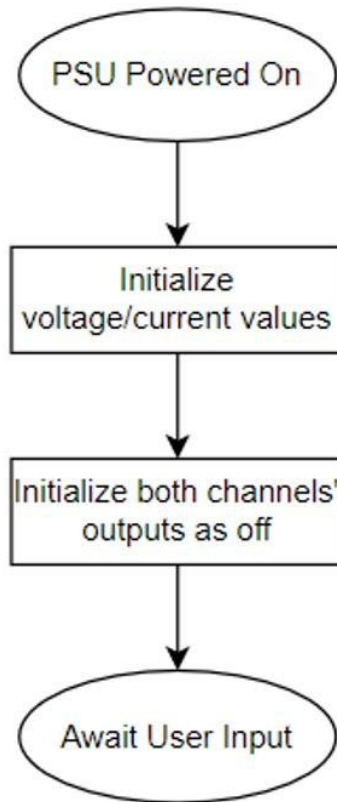 PSU Powered On
Initialize
voltage/current values
Initialize both channels'
outputs as off
Await User Input